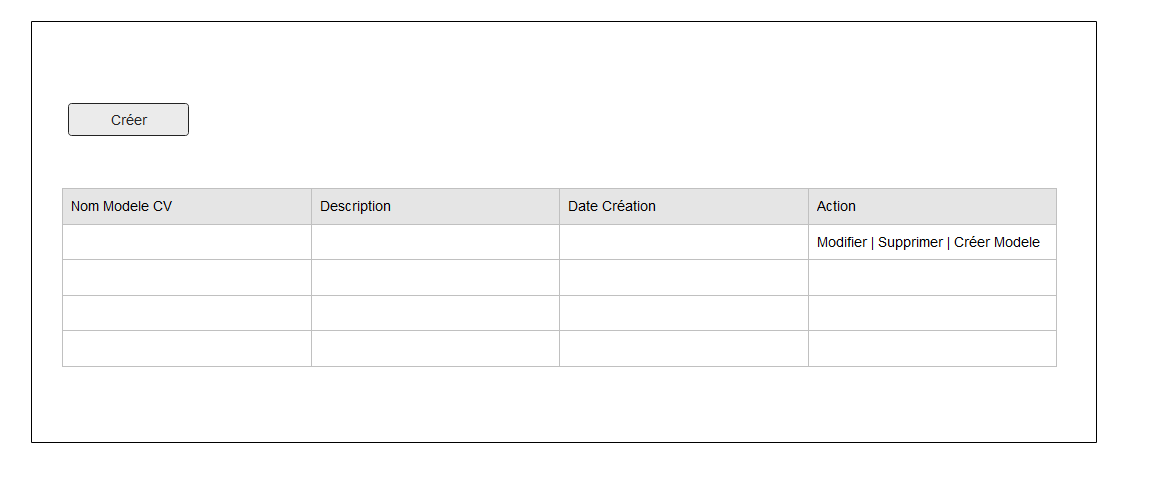 Créer
Nom Modele CV Description Date Création Action
Modifier | Supprimer | Créer Modele